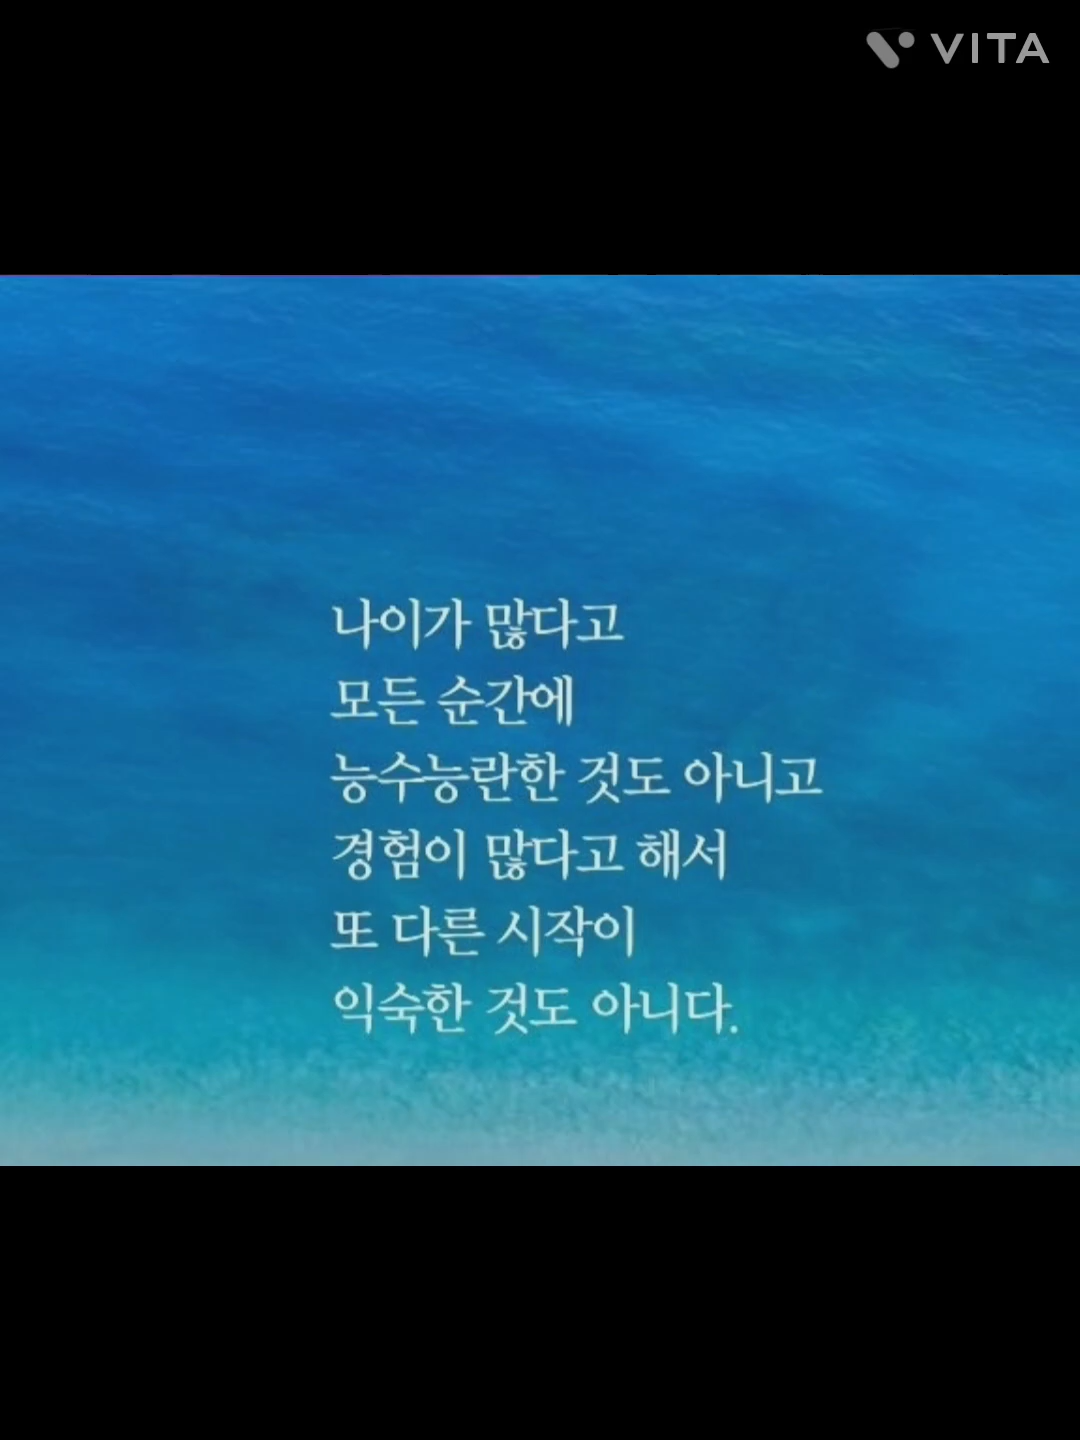 VITA
나이가 많다고
모든 순간에
능수능란한 것도 아니고
경험이 많다고 해서
또 다른 시작이
익숙한 것도 아니다.